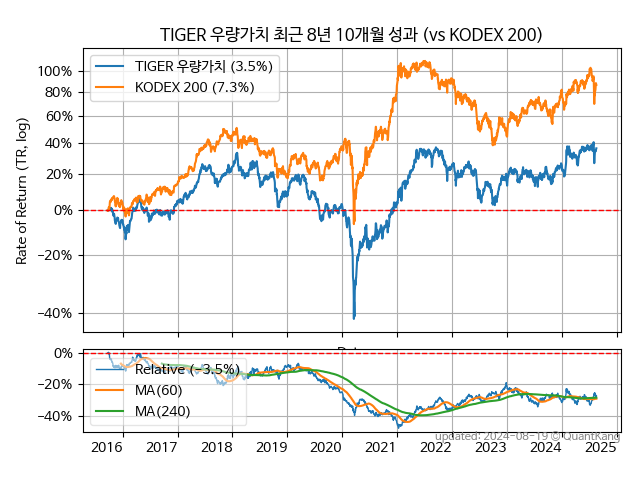 TIGER 우량가치 최근 8년 10개월 성과 (vs KODEX 200)
TIGER 우량가치 (3.5%)
KODEX 200 (7.3%)
Rate of Return (TR, log)
100%
80%
60%
40%
20%
0%
−20%
−40%
0%
−20%
−40%
Relative (−3.5%)
MA(60)
MA(240)
updated: 2024-08-19 © QuantKang
2016
2017
2018
2019
2020
2021
2022
2023
2024
2025